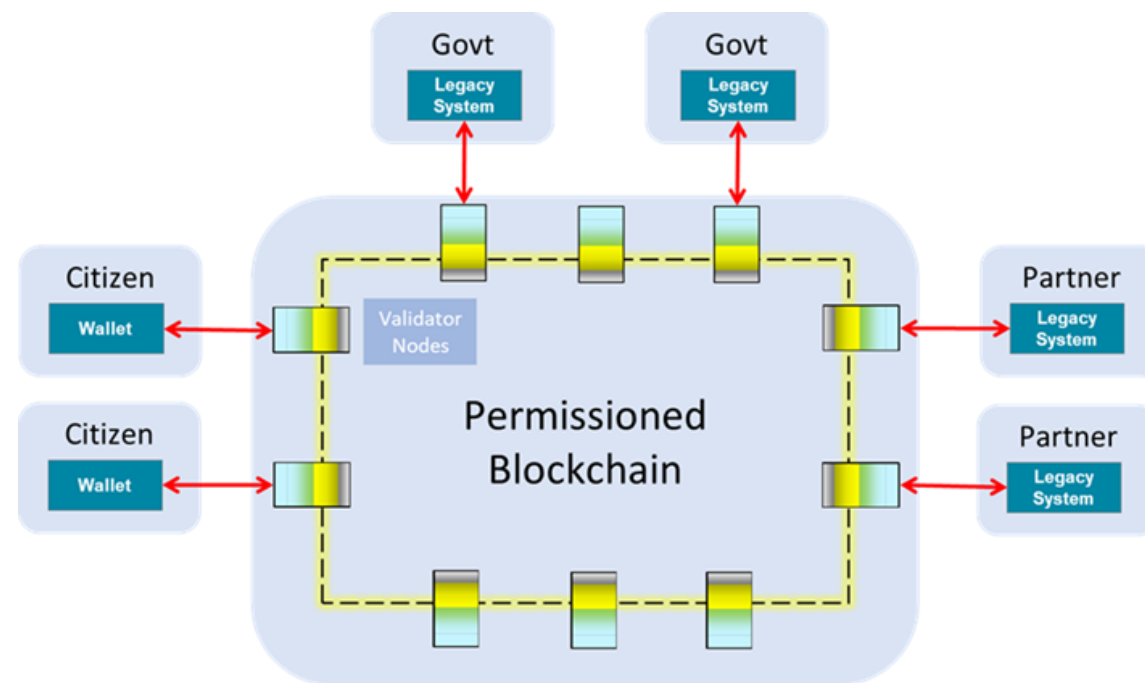 Govt
Legacy
System
Govt
Legacy
System
Citizen
Wallet
Validator
Nodes
Partner
Legacy
System
Permissioned
Blockchain
Citizen
Wallet
Partner
Legacy
System